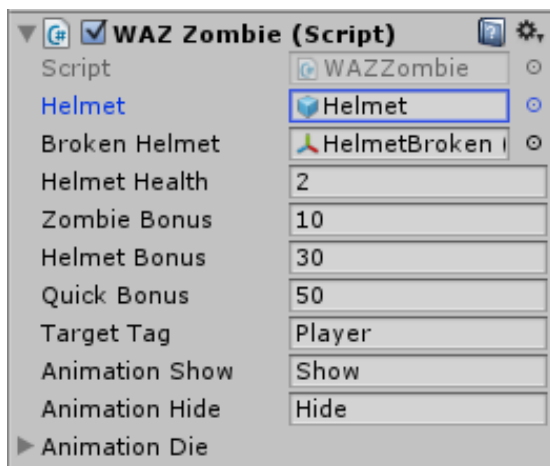 WAZ Zombie (Script)
Script WAZZombie
Helmet Helmet
Broken Helmet HelmetBroken (
Helmet Health 2
Zombie Bonus 10
Helmet Bonus 30
Quick Bonus 50
Target Tag Player
Animation Show Show
Animation Hide Hide
Animation Die